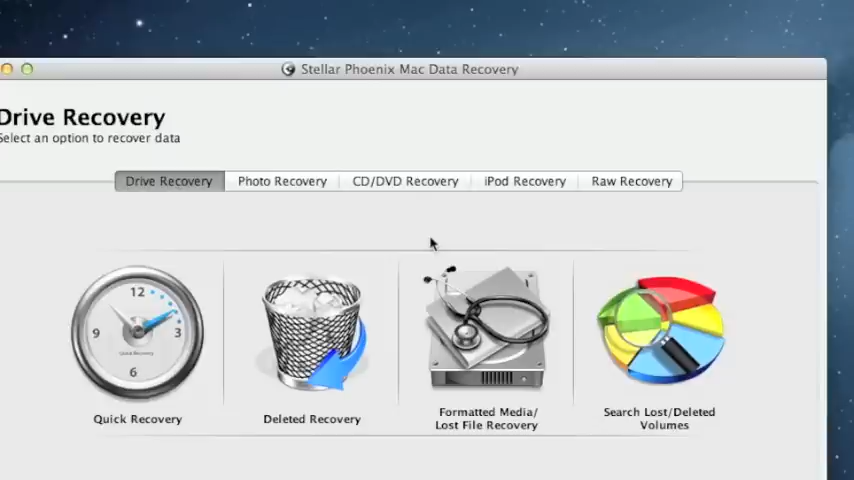 Stellar Phoenix Mac Data Recovery
Drive Recovery
Select an option to recover data
Drive Recovery Photo Recovery CD/DVD Recovery iPod Recovery Raw Recovery
12
9 3
6
Quick Recovery
Deleted Recovery
Formatted Media/
Lost File Recovery
Search Lost/Deleted
Volumes